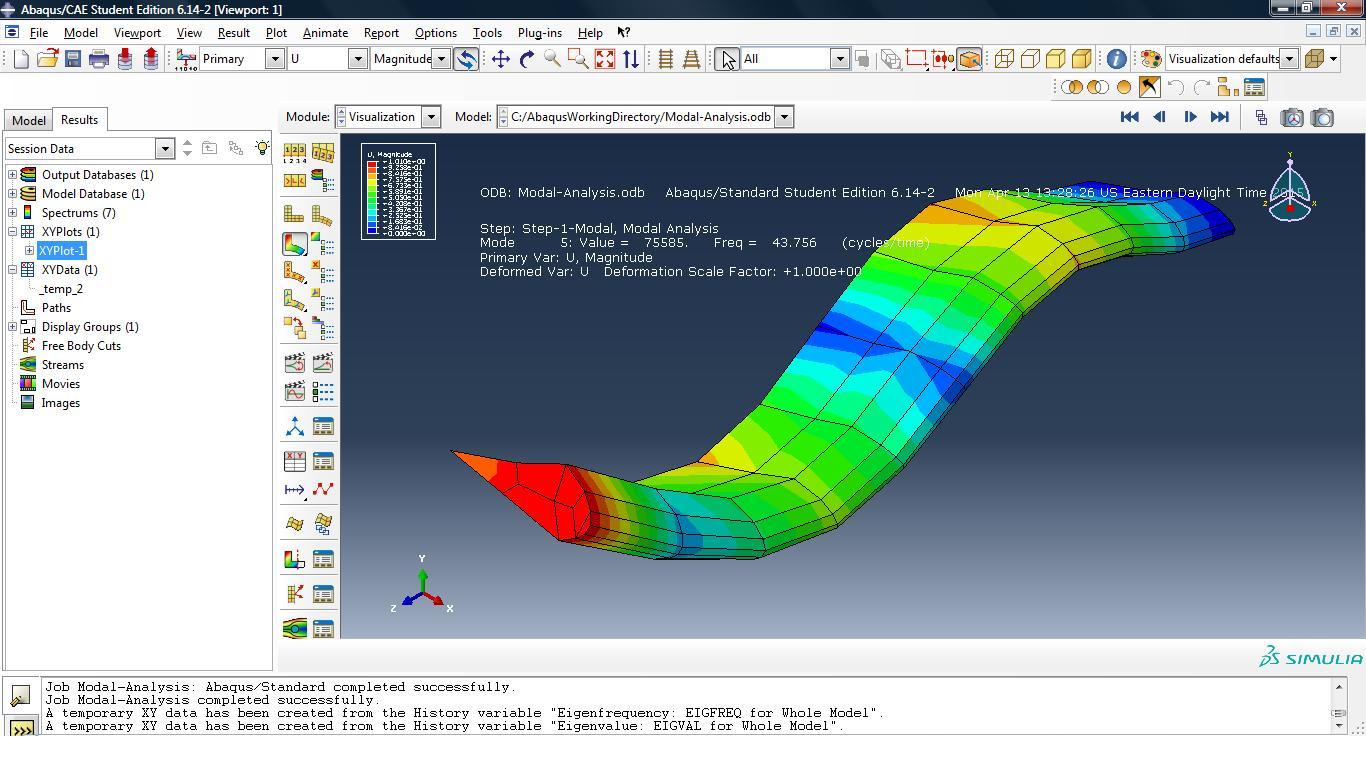 Abaqus/CAE Student Edition 6.14-2 [Viewport: 1]
File Model Viewport View Result Plot Animate Report Options Tools Plug-ins Help
Primary U Magnitude All Visualization defaults
Model Results Module: Visualization Model: C:/AbaqusWorkingDirectory/Modal-Analysis.odb
Session Data
Output Databases (1)
Model Database (1)
Spectrums (7)
XYPlots (1)
XYPlot-1
XYData (1)
_temp_2
Paths
Display Groups (1)
Free Body Cuts
Streams
Movies
Images
U, Magnitude
ODB: Modal-Analysis.odb Abaqus/Standard Student Edition 6.14-2 Mon Apr 13 13:28:26 US Eastern Daylight Time
Step: Step-1-Modal, Modal Analysis
Mode 5: Value = 75585. Freq = 43.756 (cycles/time)
Primary Var: U, Magnitude
Deformed Var: U Deformation Scale Factor: +1.000e+00
Y
Z X
Y
Z X
SIMULIA
Job Modal-Analysis: Abaqus/Standard completed successfully.
Job Modal-Analysis completed successfully.
A temporary XY data has been created from the History variable "Eigenfrequency: EIGFREQ for Whole Model".
A temporary XY data has been created from the History variable "Eigenvalue: EIGVAL for Whole Model".